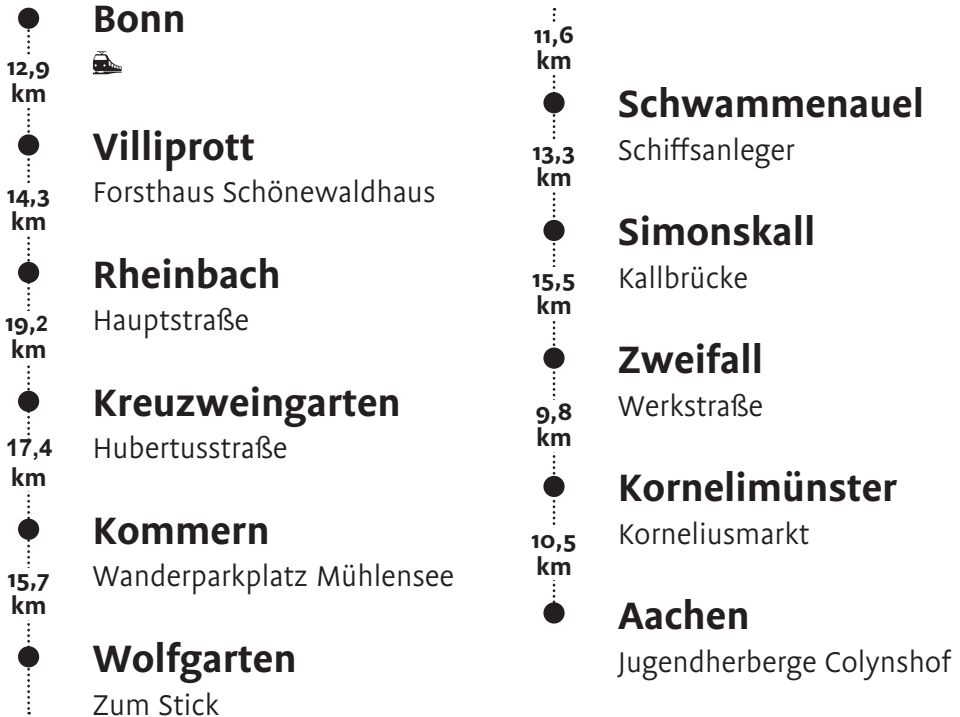 Bonn
12,9
km
Villiprott
Forsthaus Schönewaldhaus
14,3
km
Rheinbach
Hauptstraße
19,2
km
Kreuzweingarten
Hubertusstraße
17,4
km
Kommern
Wanderparkplatz Mühlensee
15,7
km
Wolfgarten
Zum Stick
11,6
km
Schwammenauel
Schiffsanleger
13,3
km
Simonskall
Kallbrücke
15,5
km
Zweifall
Werkstraße
9,8
km
Kornelimünster
Korneliusmarkt
10,5
km
Aachen
Jugendherberge Colynshof